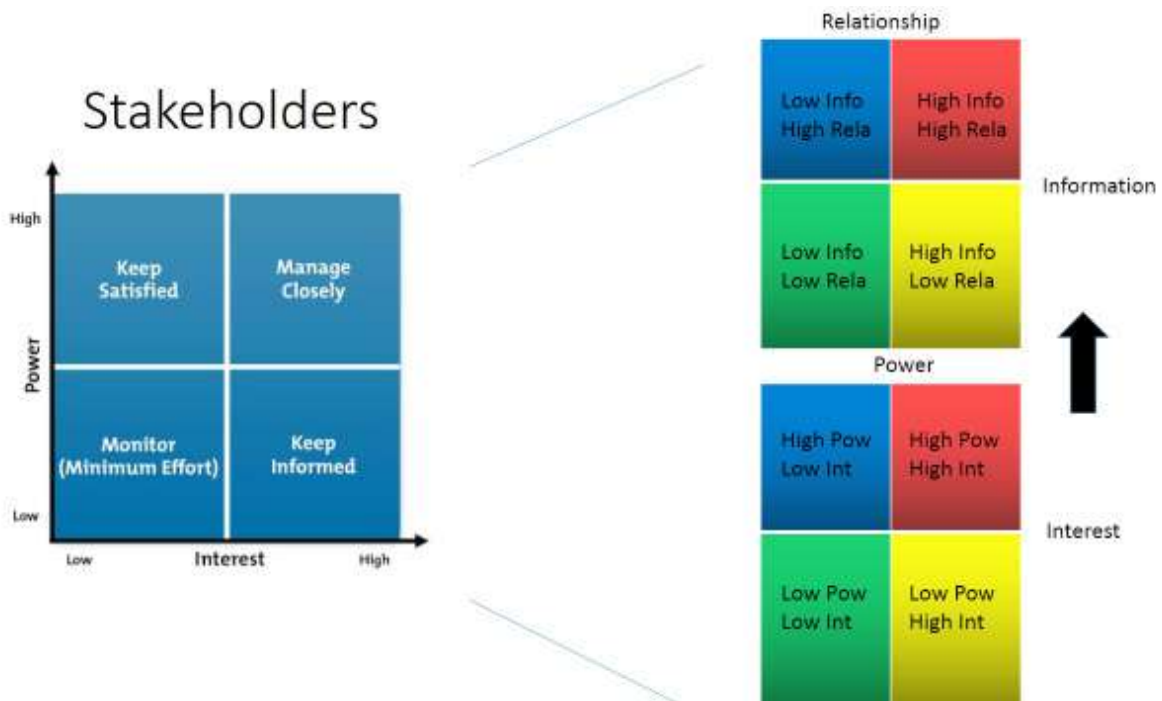 Stakeholders
High
Keep
Satisfied
Manage
Closely
Power
Monitor
(Minimum Effort)
Keep
Informed
Low
Low
Interest
High
Relationship
Low Info
High Rela
High Info
High Rela
Information
Low Info
Low Rela
High Info
Low Rela
Power
High Pow
Low Int
High Pow
High Int
Interest
Low Pow
Low Int
Low Pow
High Int